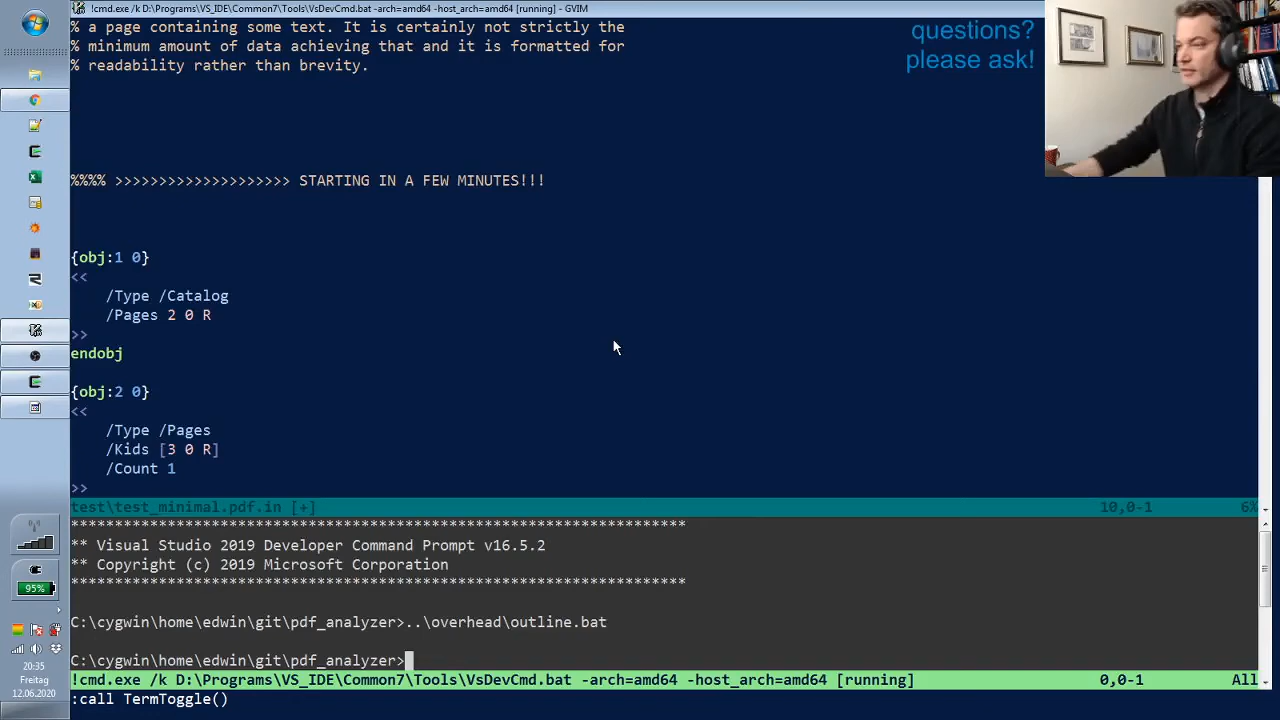 !cmd.exe /k D:\Programs\VS_IDE\Common7\Tools\VsDevCmd.bat -arch=amd64 -host_arch=amd64 [running] - GVIM
% a page containing some text. It is certainly not strictly the
% minimum amount of data achieving that and it is formatted for
% readability rather than brevity.
questions?
please ask!
%%%% >>>>>>>>>>>>>>>>>>>> STARTING IN A FEW MINUTES!!!
{obj:1 0}
<<
/Type /Catalog
/Pages 2 0 R
>>
endobj
{obj:2 0}
<<
/Type /Pages
/Kids [3 0 R]
/Count 1
>>
test\test_minimal.pdf.in [+] 10,0-1 6%
**********************************************************************
** Visual Studio 2019 Developer Command Prompt v16.5.2
** Copyright (c) 2019 Microsoft Corporation
**********************************************************************
C:\cygwin\home\edwin\git\pdf_analyzer>..\overhead\outline.bat
C:\cygwin\home\edwin\git\pdf_analyzer>
!cmd.exe /k D:\Programs\VS_IDE\Common7\Tools\VsDevCmd.bat -arch=amd64 -host_arch=amd64 [running] 0,0-1 All
:call TermToggle()
95%
20:35
Freitag
12.06.2020